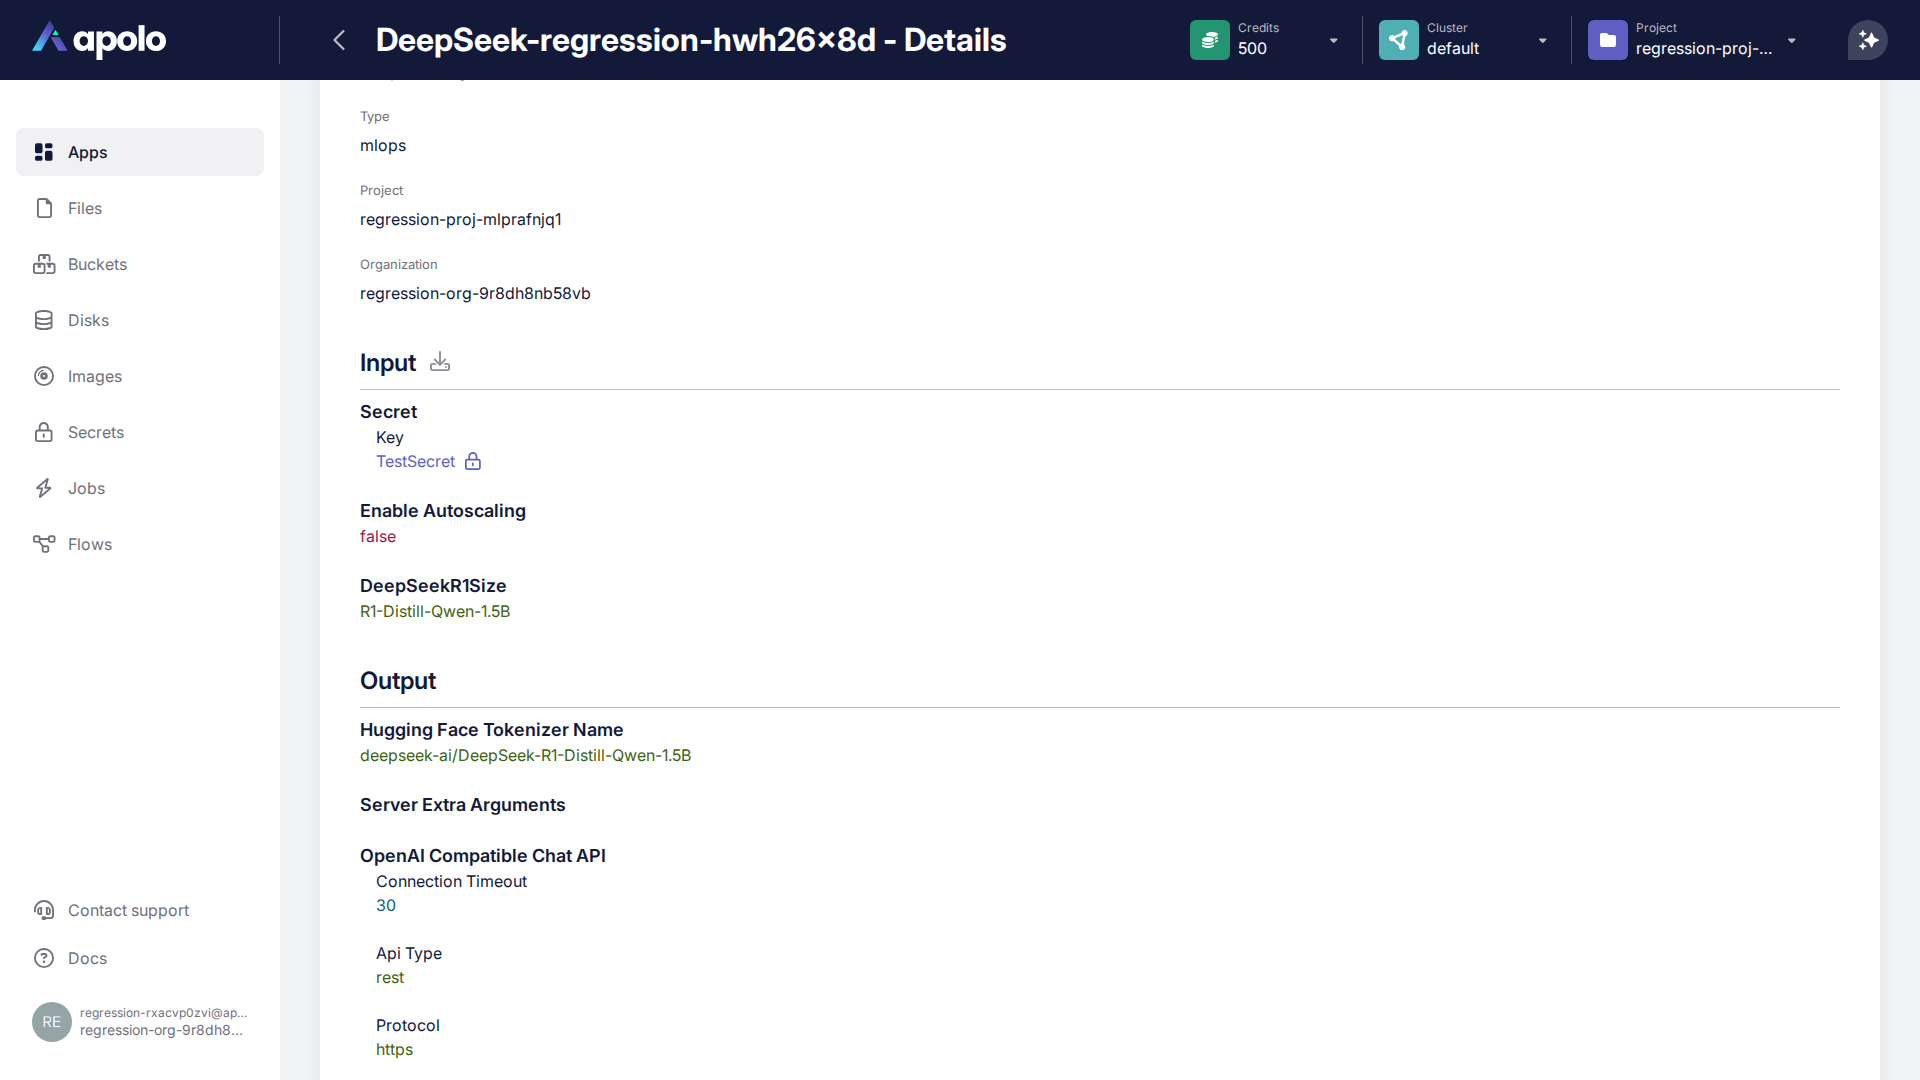 apolo
DeepSeek-regression-hwh26x8d - Details
Credits
500
Cluster
default
Project
regression-proj-...
Apps
Files
Buckets
Disks
Images
Secrets
Jobs
Flows
Contact support
Docs
RE
regression-rxacvp0zvi@ap...
regression-org-9r8dh8...
Type
mlops
Project
regression-proj-mlprafnjq1
Organization
regression-org-9r8dh8nb58vb
Input
Secret
Key
TestSecret
Enable Autoscaling
false
DeepSeekR1Size
R1-Distill-Qwen-1.5B
Output
Hugging Face Tokenizer Name
deepseek-ai/DeepSeek-R1-Distill-Qwen-1.5B
Server Extra Arguments
OpenAI Compatible Chat API
Connection Timeout
30
Api Type
rest
Protocol
https